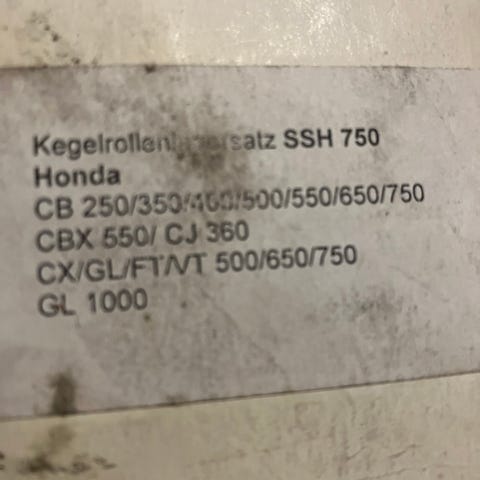 Kegelrollenlagersatz SSH 750
Honda
CB 250/350/400/500/550/650/750
CBX 550/ CJ 360
CX/GL/FT/VT 500/650/750
GL 1000